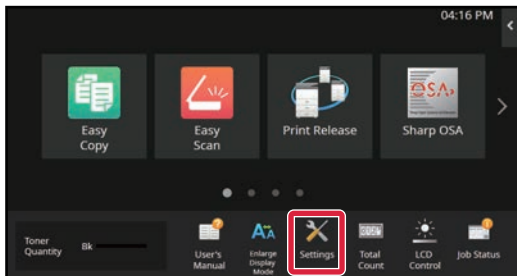 04:16 PM
Easy
Copy
Easy
Scan
Print Release
OSA
Sharp OSA
Toner
Quantity
Bk
User's
Manual
Enlarge
Display
Mode
Settings
Total
Count
LCD
Control
Job Status